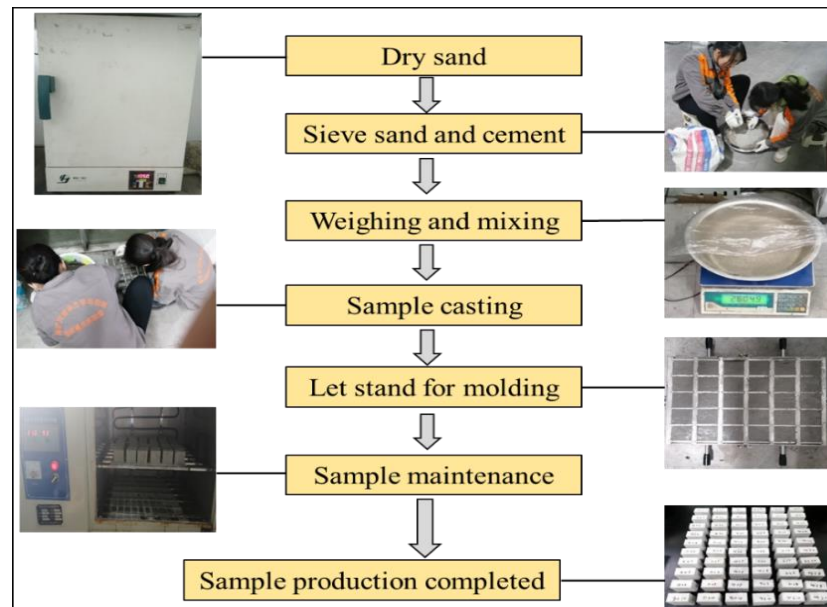 Dry sand
Sieve sand and cement
Weighing and mixing
Sample casting
Let stand for molding
Sample maintenance
Sample production completed